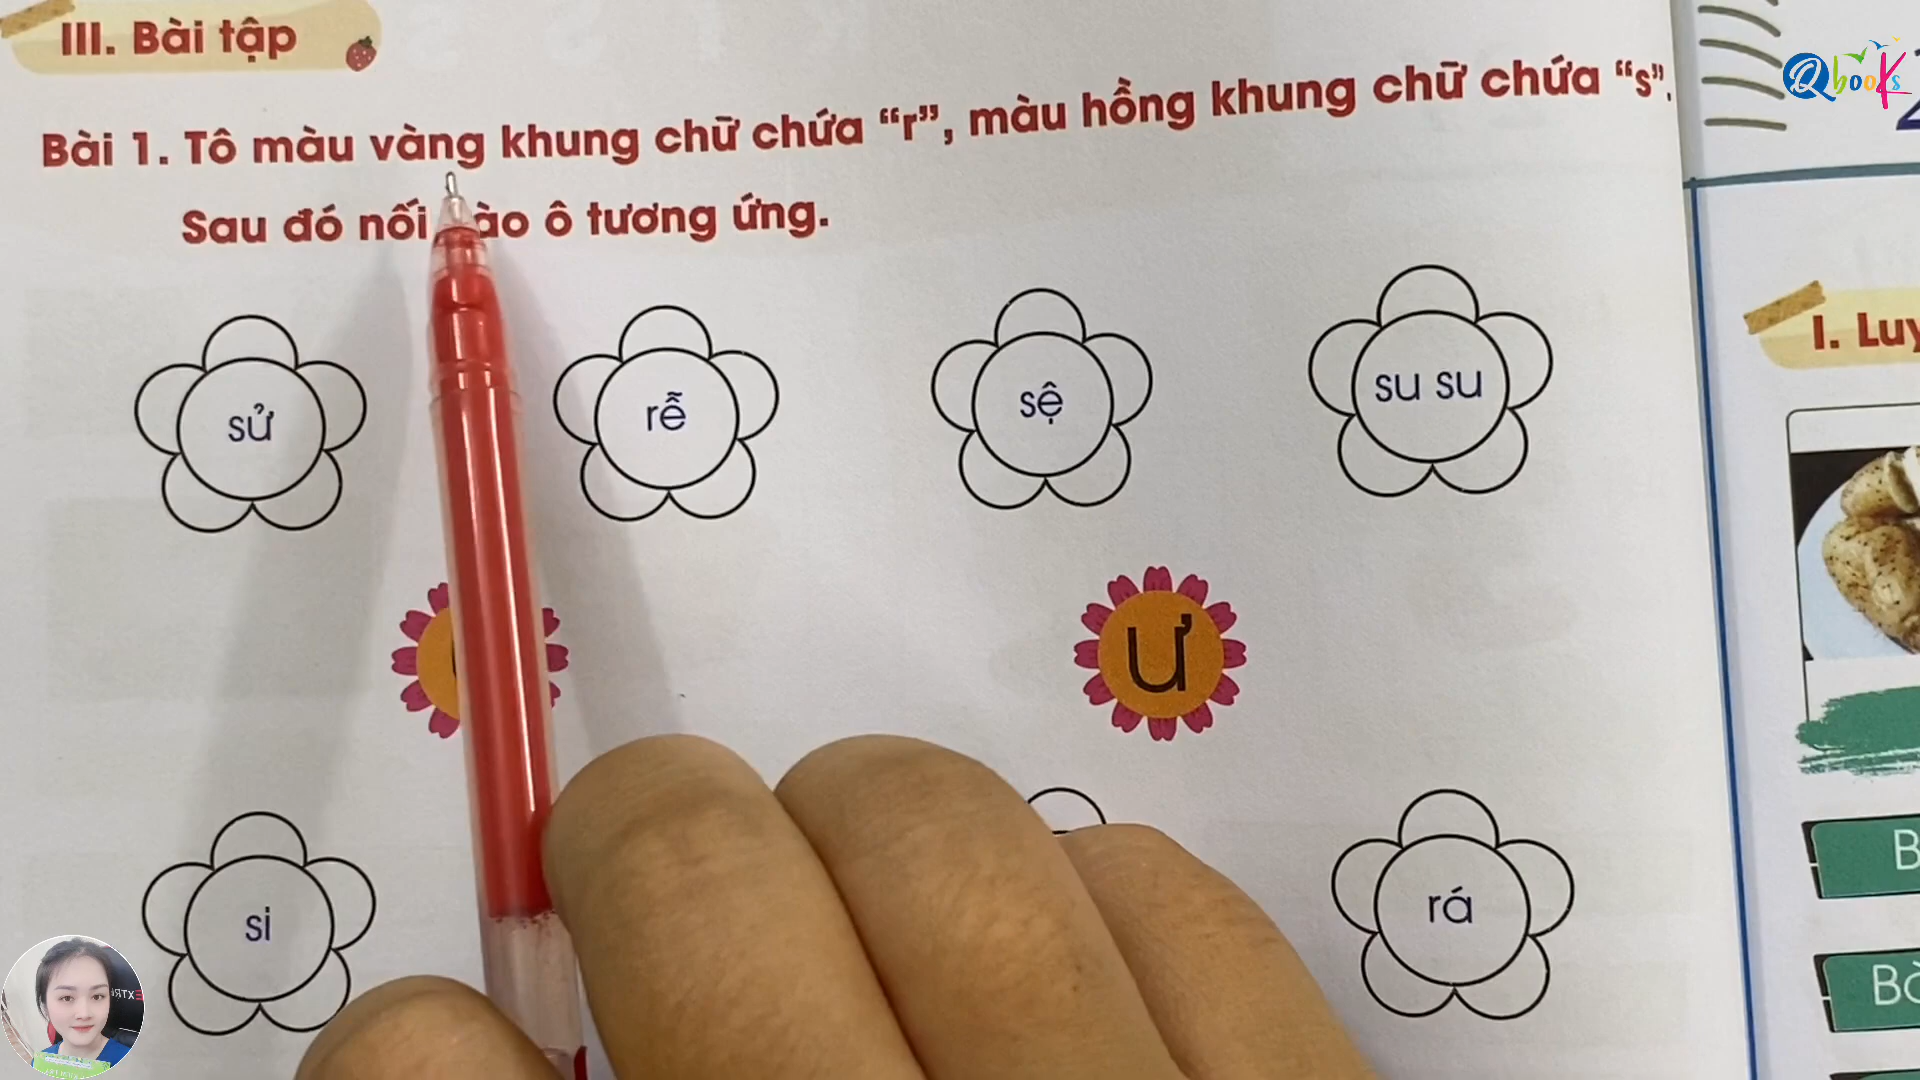 III. Bài tập
Qbooks
Bài 1. Tô màu vàng khung chữ chứa “r”, màu hồng khung chữ chứa “s”.
Sau đó nối ào ô tương ứng.
I. Luy
sử
rễ
sệ
su su
ư
si
rá
B